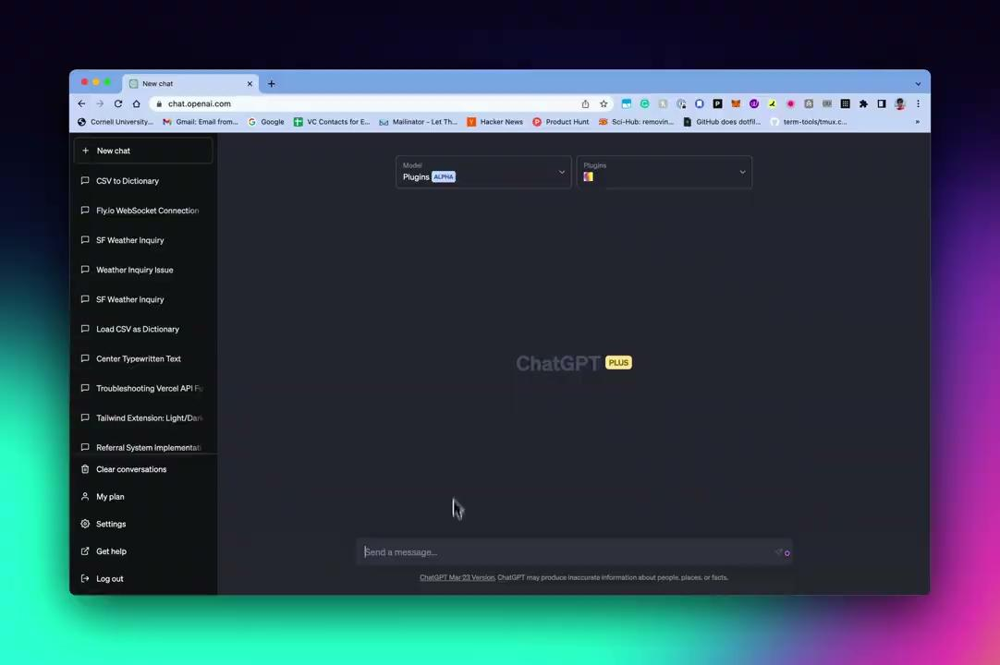 New chat
chat.openai.com
Cornell University...
Gmail: Email from...
Google
VC Contacts for E...
Mailinator - Let Th...
Hacker News
Product Hunt
Sci-Hub: removin...
GitHub does dotfil...
term-tools/tmux.c...
»
+ New chat
CSV to Dictionary
Fly.io WebSocket Connection
SF Weather Inquiry
Weather Inquiry Issue
SF Weather Inquiry
Load CSV as Dictionary
Center Typewritten Text
Troubleshooting Vercel API Fu
Tailwind Extension: Light/Dark
Referral System Implementati
Clear conversations
My plan
Settings
Get help
Log out
Model
Plugins ALPHA
Plugins
ChatGPT PLUS
Send a message...
ChatGPT Mar 23 Version. ChatGPT may produce inaccurate information about people, places, or facts.